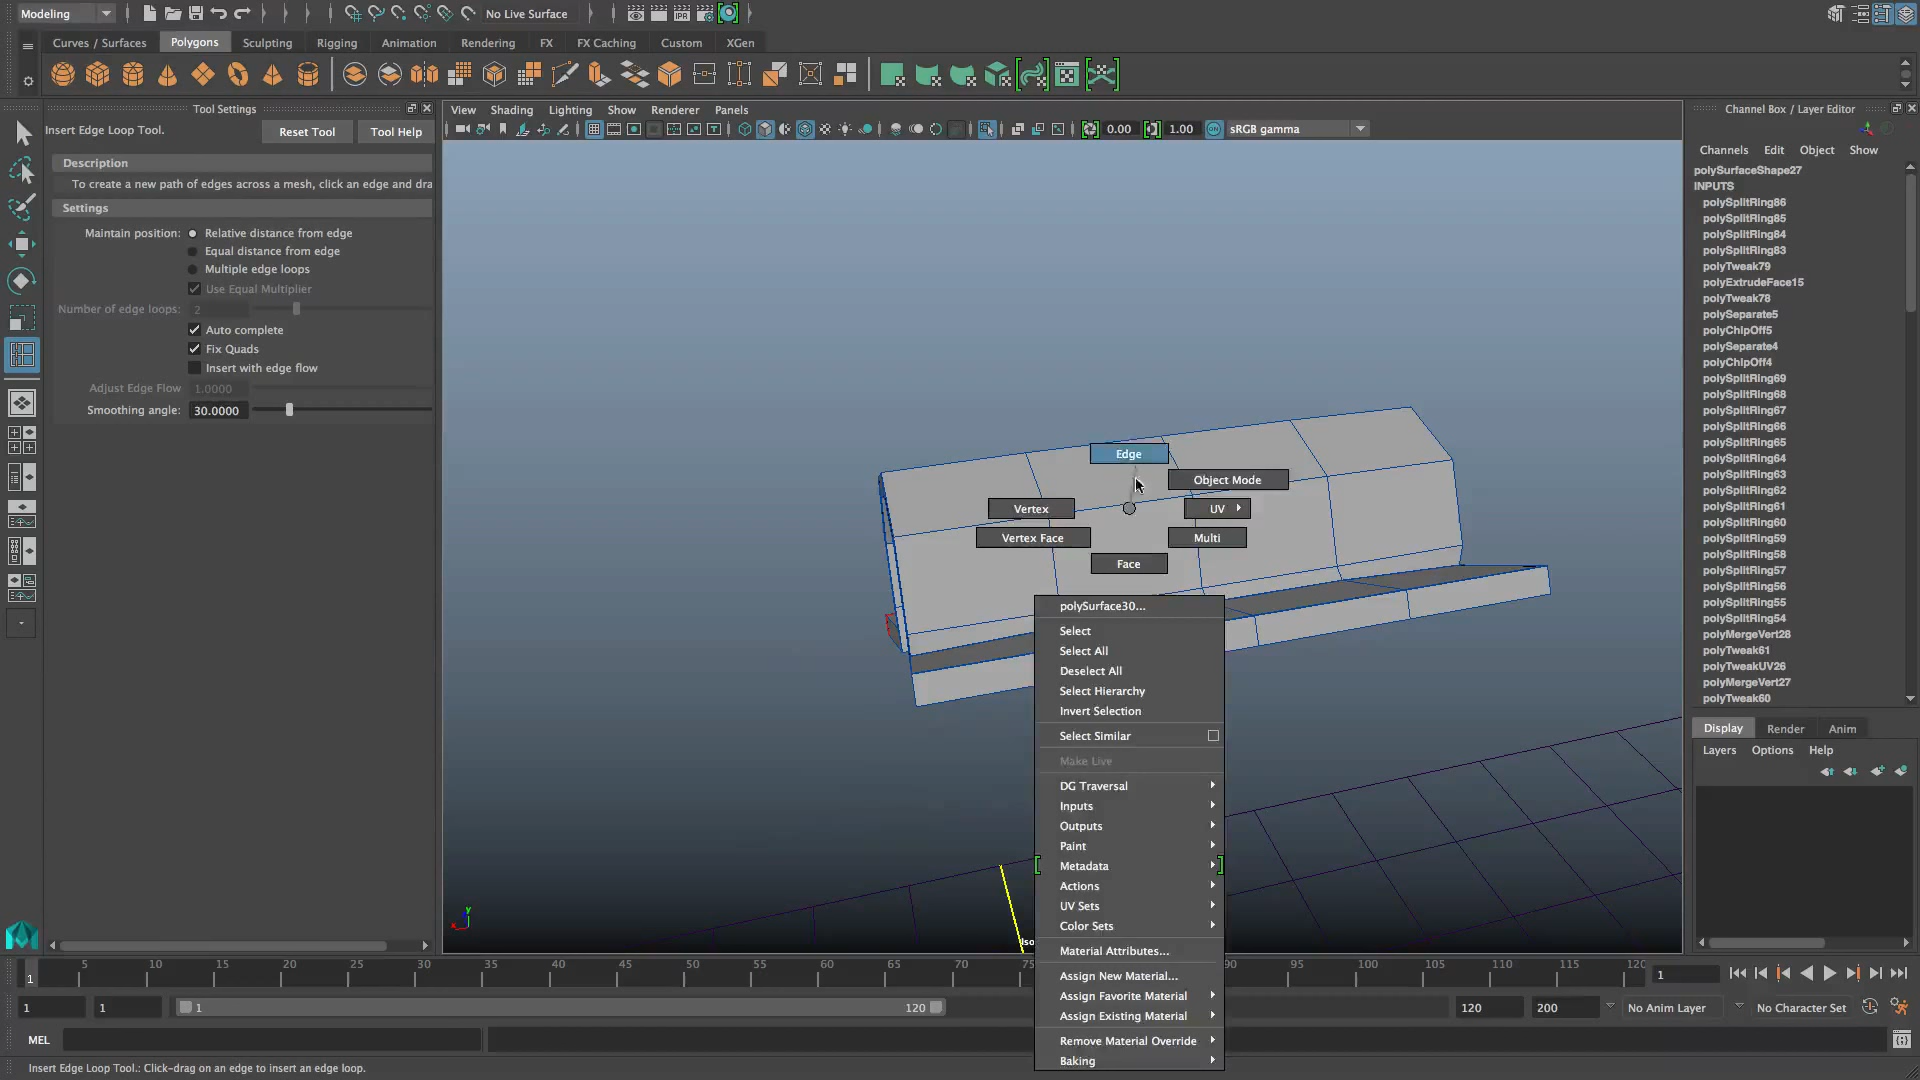 Modeling
No Live Surface
Curves / Surfaces
Polygons
Sculpting
Rigging
Animation
Rendering
FX
FX Caching
Custom
XGen
Tool Settings
Insert Edge Loop Tool.
Reset Tool
Tool Help
Description
To create a new path of edges across a mesh, click an edge and dra
Settings
Maintain position:
Relative distance from edge
Equal distance from edge
Multiple edge loops
Use Equal Multiplier
Number of edge loops: 2
Auto complete
Fix Quads
Insert with edge flow
Adjust Edge Flow 1.0000
Smoothing angle: 30.0000
View Shading Lighting Show Renderer Panels
0.00
1.00
sRGB gamma
Edge
Object Mode
Vertex
UV
Vertex Face
Multi
Face
polySurface30...
Select
Select All
Deselect All
Select Hierarchy
Invert Selection
Select Similar
Make Live
DG Traversal
Inputs
Outputs
Paint
Metadata
Actions
UV Sets
Color Sets
Material Attributes...
Assign New Material...
Assign Favorite Material
Assign Existing Material
Remove Material Override
Baking
Iso
y
x
Channel Box / Layer Editor
Channels Edit Object Show
polySurfaceShape27
INPUTS
polySplitRing86
polySplitRing85
polySplitRing84
polySplitRing83
polyTweak79
polyExtrudeFace15
polyTweak78
polySeparate5
polyChipOff5
polySeparate4
polyChipOff4
polySplitRing69
polySplitRing68
polySplitRing67
polySplitRing66
polySplitRing65
polySplitRing64
polySplitRing63
polySplitRing62
polySplitRing61
polySplitRing60
polySplitRing59
polySplitRing58
polySplitRing57
polySplitRing56
polySplitRing55
polySplitRing54
polyMergeVert28
polyTweak61
polyTweakUV26
polyMergeVert27
polyTweak60
Display Render Anim
Layers Options Help
1 5 10 15 20 25 30 35 40 45 50 55 60 65 70 75 90 95 100 105 110 115 120
1
1
1
1
120
120
200
No Anim Layer
No Character Set
MEL
Insert Edge Loop Tool.: Click-drag on an edge to insert an edge loop.